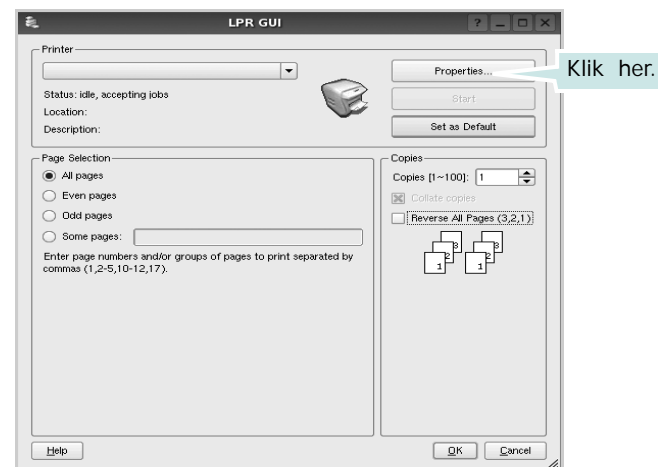 LPR GUI
Printer
Properties...
Klik her.
Status: idle, accepting jobs
Start
Location:
Description:
Set as Default
Page Selection
Copies
All pages
Copies [1~100]: 1
Even pages
Collate copies
Odd pages
Reverse All Pages (3,2,1)
Some pages:
Enter page numbers and/or groups of pages to print separated by
commas (1,2-5,10-12,17).
3 3
2 2
1 1
Help
OK
Cancel